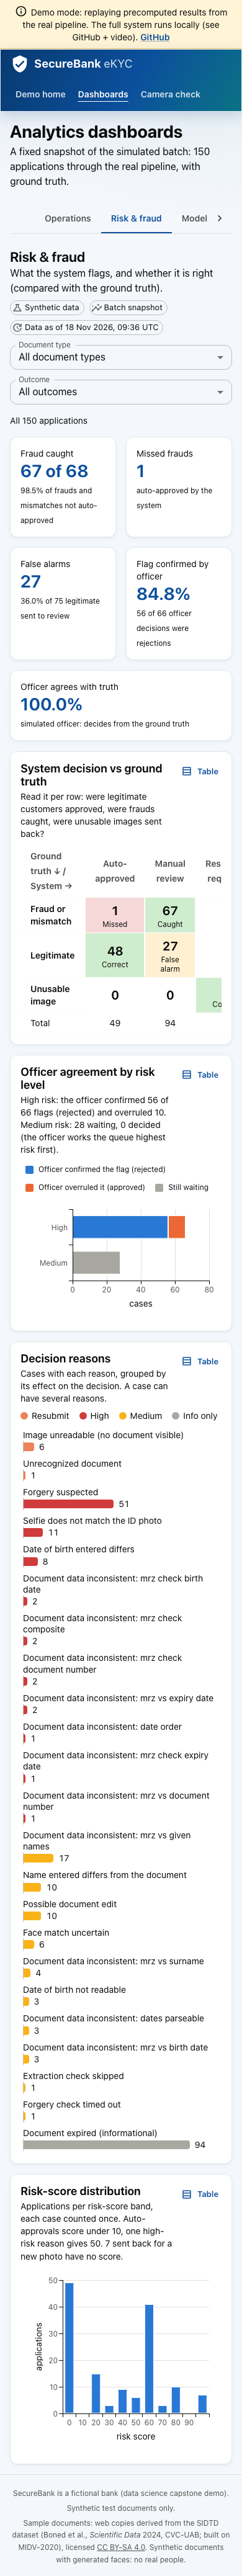 Demo mode: replaying precomputed results from
the real pipeline. The full system runs locally (see
GitHub + video). GitHub
SecureBank eKYC
Demo home Dashboards Camera check
Analytics dashboards
A fixed snapshot of the simulated batch: 150
applications through the real pipeline, with
ground truth.
Operations Risk & fraud Model
Risk & fraud
What the system flags, and whether it is right
(compared with the ground truth).
Synthetic data Batch snapshot
Data as of 18 Nov 2026, 09:36 UTC
Document type
All document types
Outcome
All outcomes
All 150 applications
Fraud caught
67 of 68
98.5% of frauds and
mismatches not auto-
approved
Missed frauds
1
auto-approved by the
system
False alarms
27
36.0% of 75 legitimate
sent to review
Flag confirmed by
officer
84.8%
56 of 66 officer
decisions were
rejections
Officer agrees with truth
100.0%
simulated officer: decides from the ground truth
System decision vs ground
truth
Table
Read it per row: were legitimate
customers approved, were frauds
caught, were unusable images sent
back?
Ground
truth ↓ /
System →
Auto-
approved
Manual
review
Res
req
Fraud or
mismatch
1
Missed
67
Caught
Legitimate
48
Correct
27
False
alarm
Unusable
image
0
0
Co
Total 49 94
Officer agreement by risk
level
Table
High risk: the officer confirmed 56 of
66 flags (rejected) and overruled 10.
Medium risk: 28 waiting, 0 decided
(the officer works the queue highest
risk first).
Officer confirmed the flag (rejected)
Officer overruled it (approved) Still waiting
High
Medium
0 20 40 60 80
cases
Decision reasons
Table
Cases with each reason, grouped by
its effect on the decision. A case can
have several reasons.
Resubmit High Medium Info only
Image unreadable (no document visible)
6
Unrecognized document
1
Forgery suspected
51
Selfie does not match the ID photo
11
Date of birth entered differs
8
Document data inconsistent: mrz check birth
date
2
Document data inconsistent: mrz check
composite
2
Document data inconsistent: mrz check
document number
2
Document data inconsistent: mrz vs expiry date
2
Document data inconsistent: date order
1
Document data inconsistent: mrz check expiry
date
1
Document data inconsistent: mrz vs document
number
1
Document data inconsistent: mrz vs given
names
17
Name entered differs from the document
10
Possible document edit
10
Face match uncertain
6
Document data inconsistent: mrz vs surname
4
Date of birth not readable
3
Document data inconsistent: dates parseable
3
Document data inconsistent: mrz vs birth date
3
Extraction check skipped
1
Forgery check timed out
1
Document expired (informational)
94
Risk-score distribution
Table
Applications per risk-score band,
each case counted once. Auto-
approvals score under 10, one high-
risk reason gives 50. 7 sent back for a
new photo have no score.
50
40
30
20
10
0
applications
0 10 20 30 40 50 60 70 80 90
risk score
SecureBank is a fictional bank (data science capstone demo).
Synthetic test documents only.
Sample documents: web copies derived from the SIDTD
dataset (Boned et al., Scientific Data 2024, CVC-UAB; built on
MIDV-2020), licensed CC BY-SA 4.0. Synthetic documents
with generated faces: no real people.